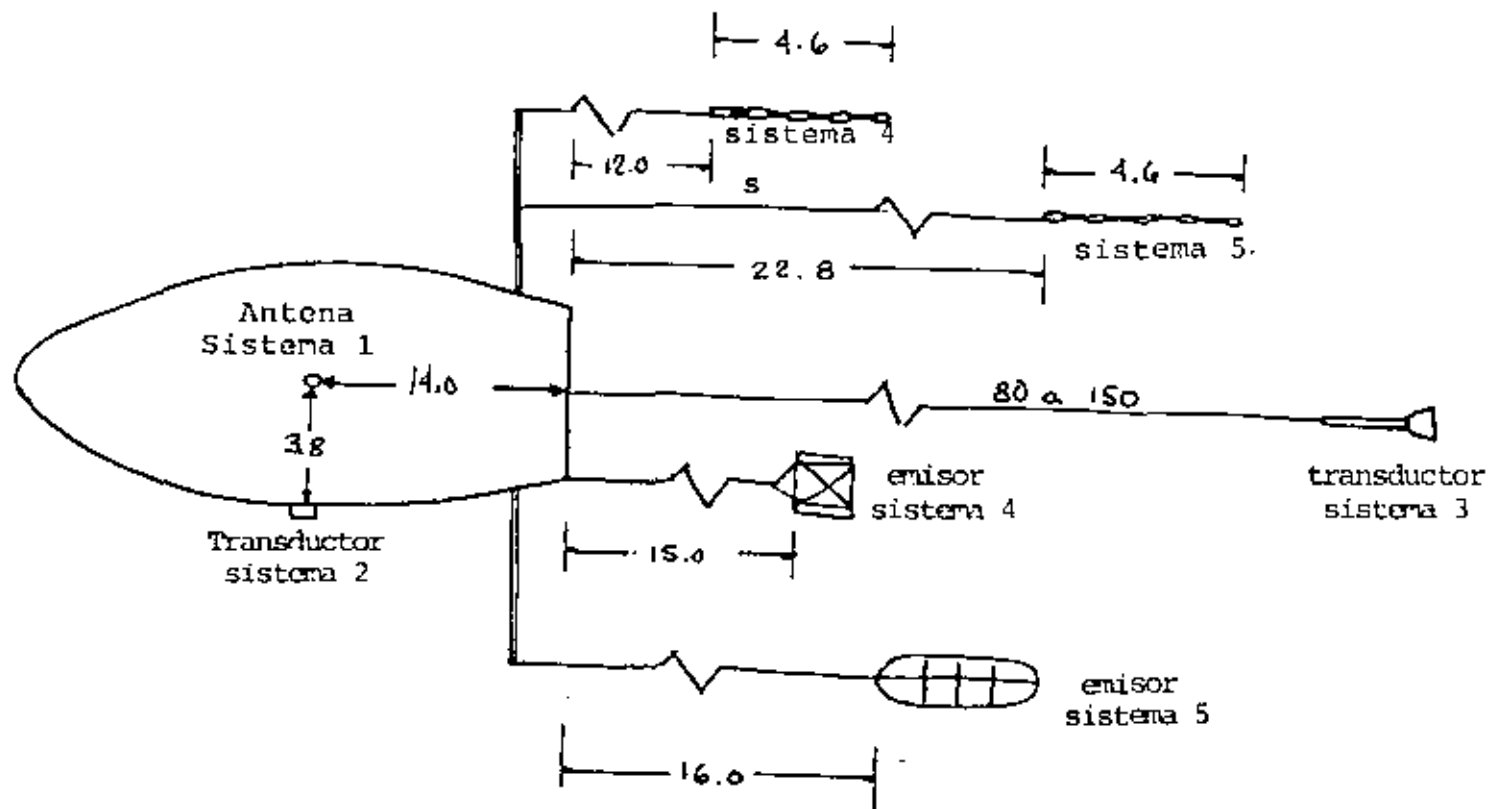 4.6
sistema 4
12.0
4.6
s
sistema 5.
22.8
Antena
Sistema 1
14.0
80 a 150
3.8
emisor
sistema 4
transductor
sistema 3
Transductor
sistema 2
15.0
emisor
sistema 5
16.0